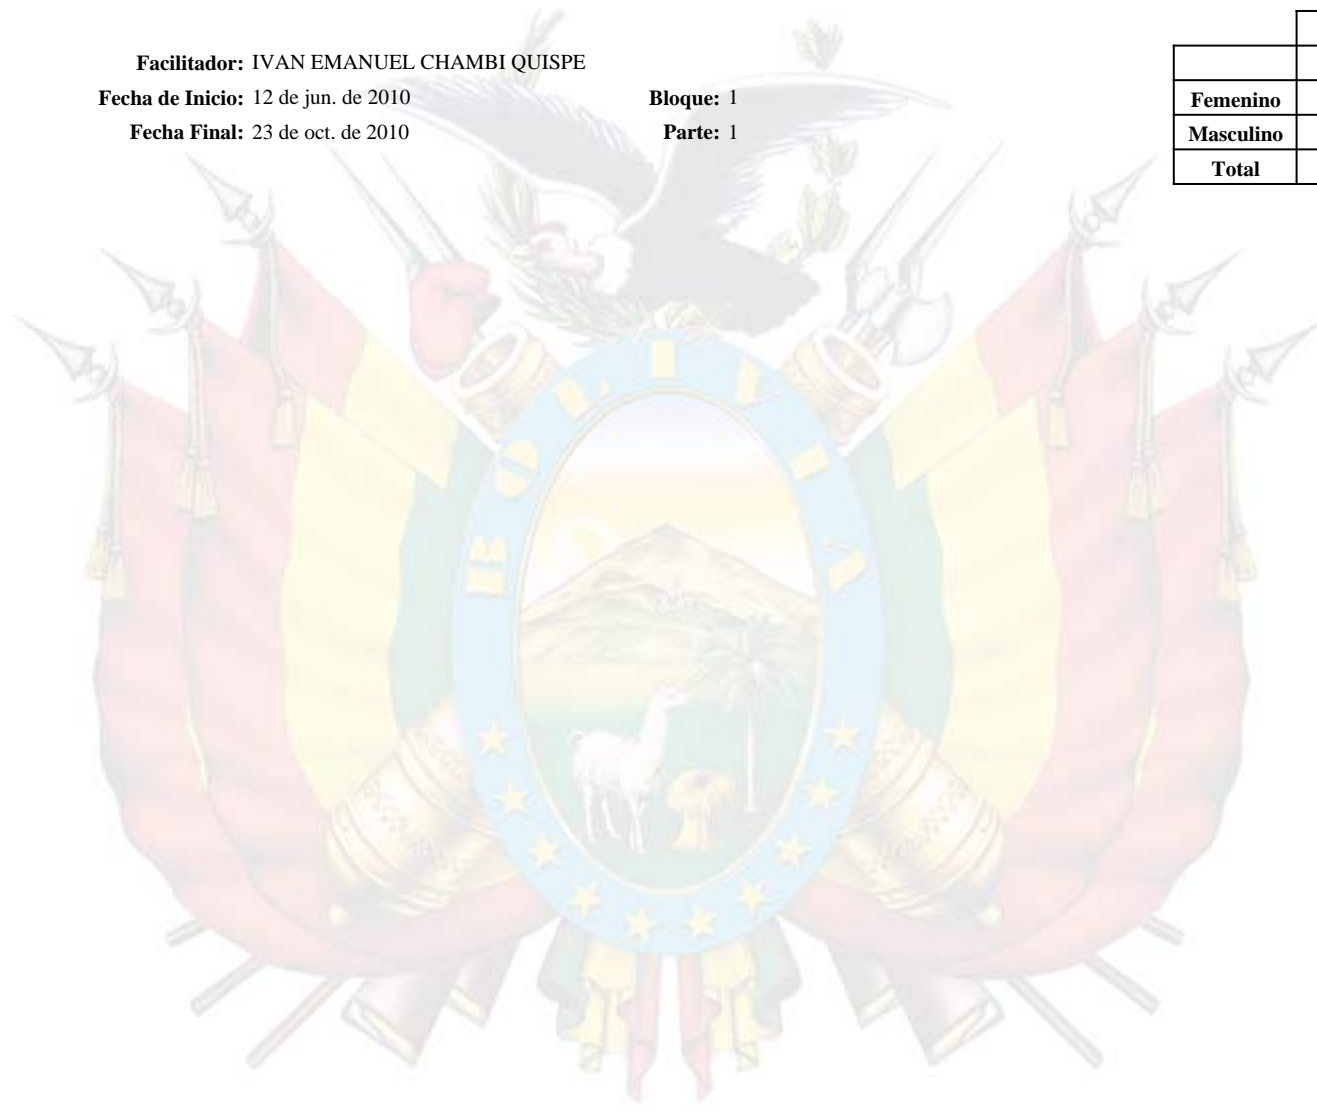 Facilitador: IVAN EMANUEL CHAMBI QUISPE
Fecha de Inicio: 12 de jun. de 2010 Bloque: 1
Fecha Final: 23 de oct. de 2010 Parte: 1
Femenino
Masculino
Total
BOLIVIA